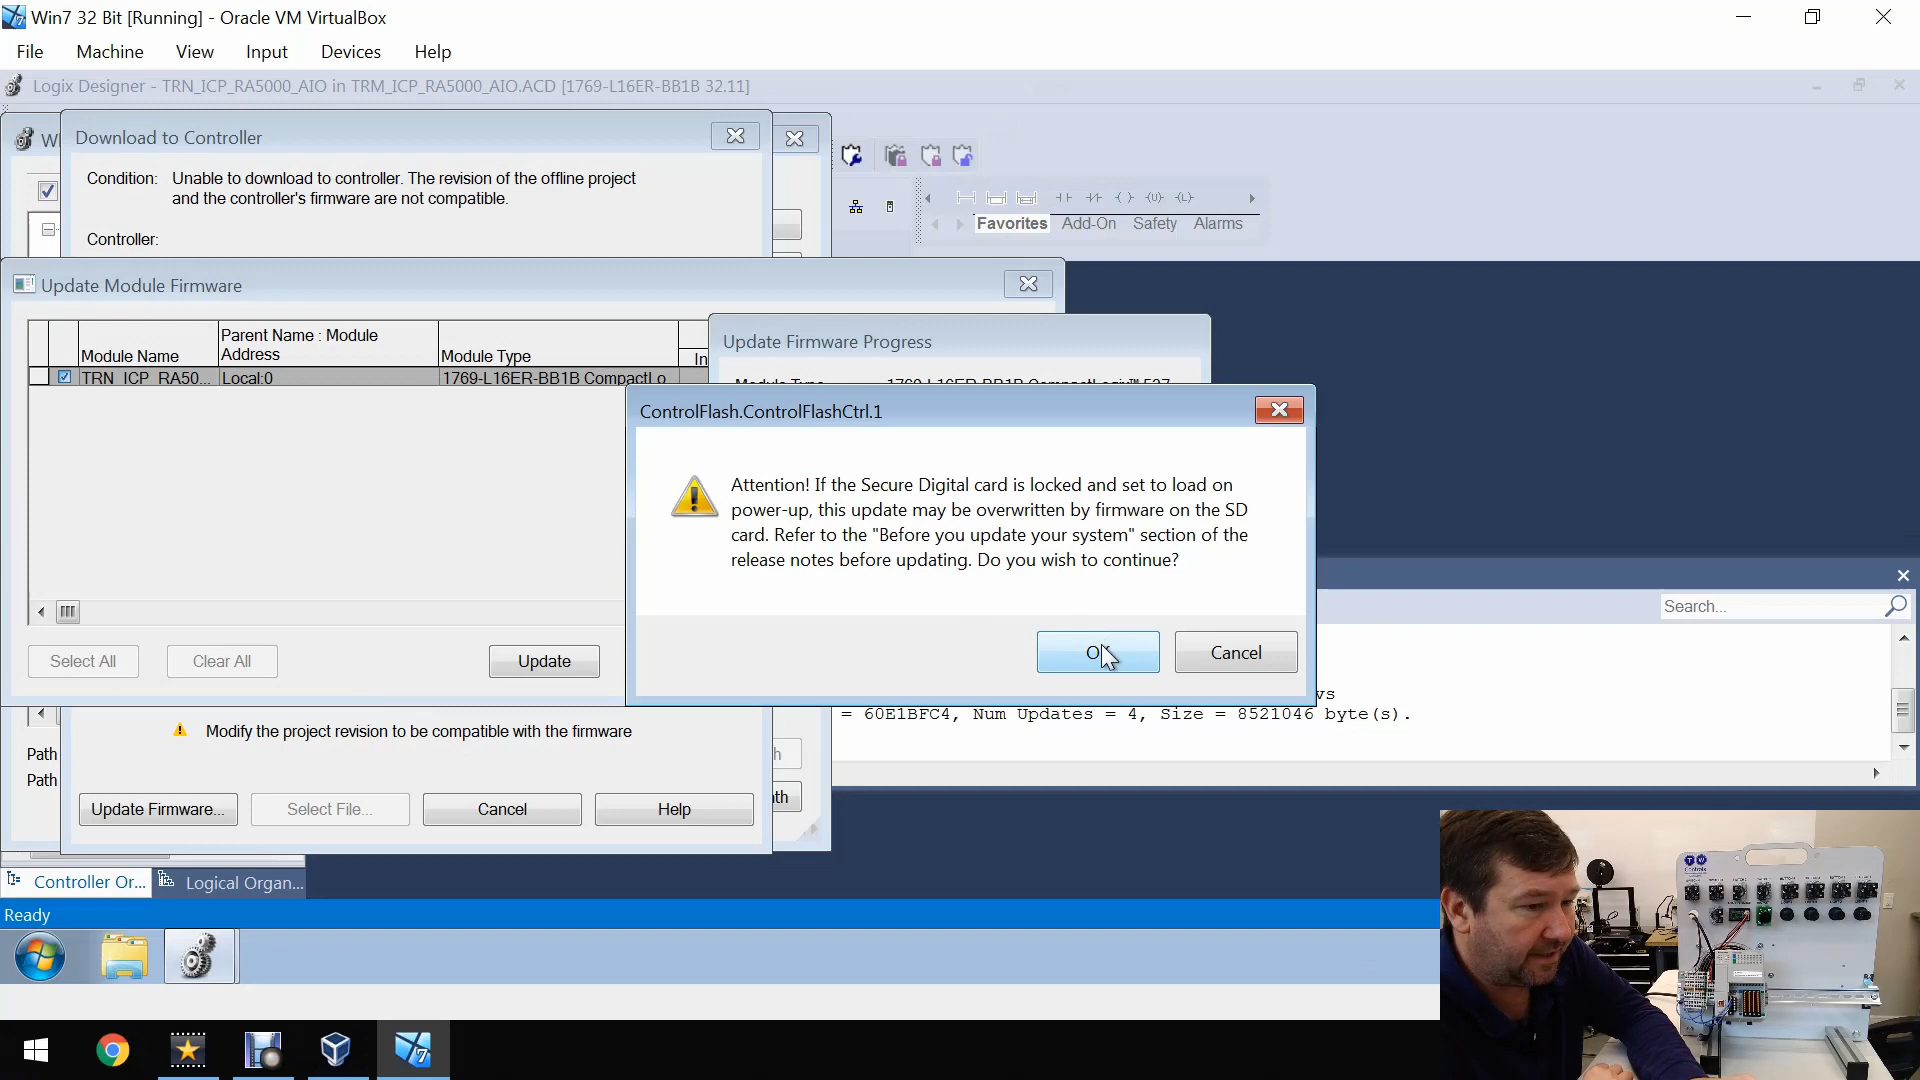 Win7 32 Bit [Running] - Oracle VM VirtualBox
File Machine View Input Devices Help
Logix Designer - TRN_ICP_RA5000_AIO in TRM_ICP_RA5000_AIO.ACD [1769-L16ER-BB1B 32.11]
Download to Controller
Condition: Unable to download to controller. The revision of the offline project
and the controller's firmware are not compatible.
Controller:
Favorites Add-On Safety Alarms
Update Module Firmware
Parent Name : Module
Module Name Address Module Type In
TRN_ICP_RA50... Local:0 1769-L16ER-BB1B CompactLo
Update Firmware Progress
ControlFlash.ControlFlashCtrl.1
Attention! If the Secure Digital card is locked and set to load on
power-up, this update may be overwritten by firmware on the SD
card. Refer to the "Before you update your system" section of the
release notes before updating. Do you wish to continue?
OK Cancel
Search...
Select All Clear All Update
vs
= 60E1BFC4, Num Updates = 4, Size = 8521046 byte(s).
Modify the project revision to be compatible with the firmware
Path
Path
Update Firmware... Select File... Cancel Help
Controller Or... Logical Organ...
Ready